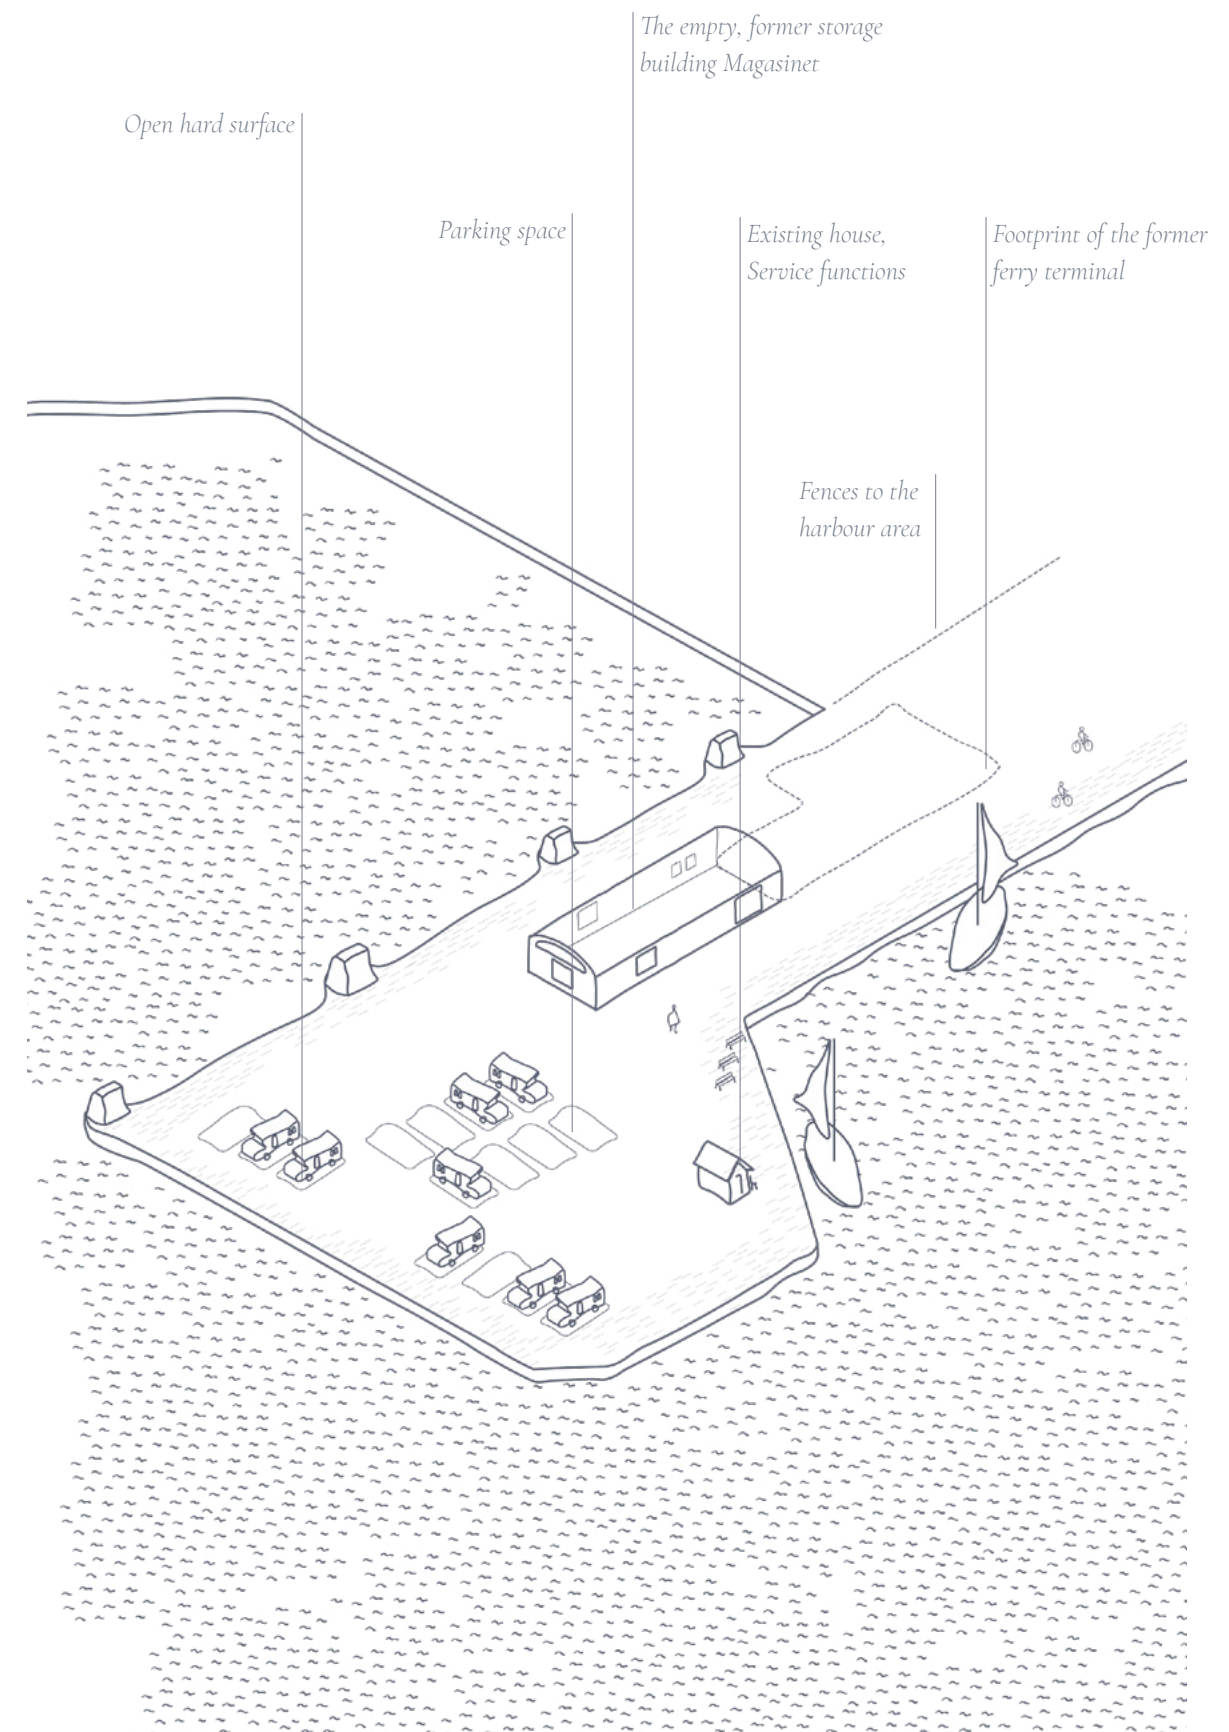 The empty, former storage
building Magasinet
Open hard surface
Parking space
Existing house,
Service functions
Footprint of the former
ferry terminal
Fences to the
harbour area